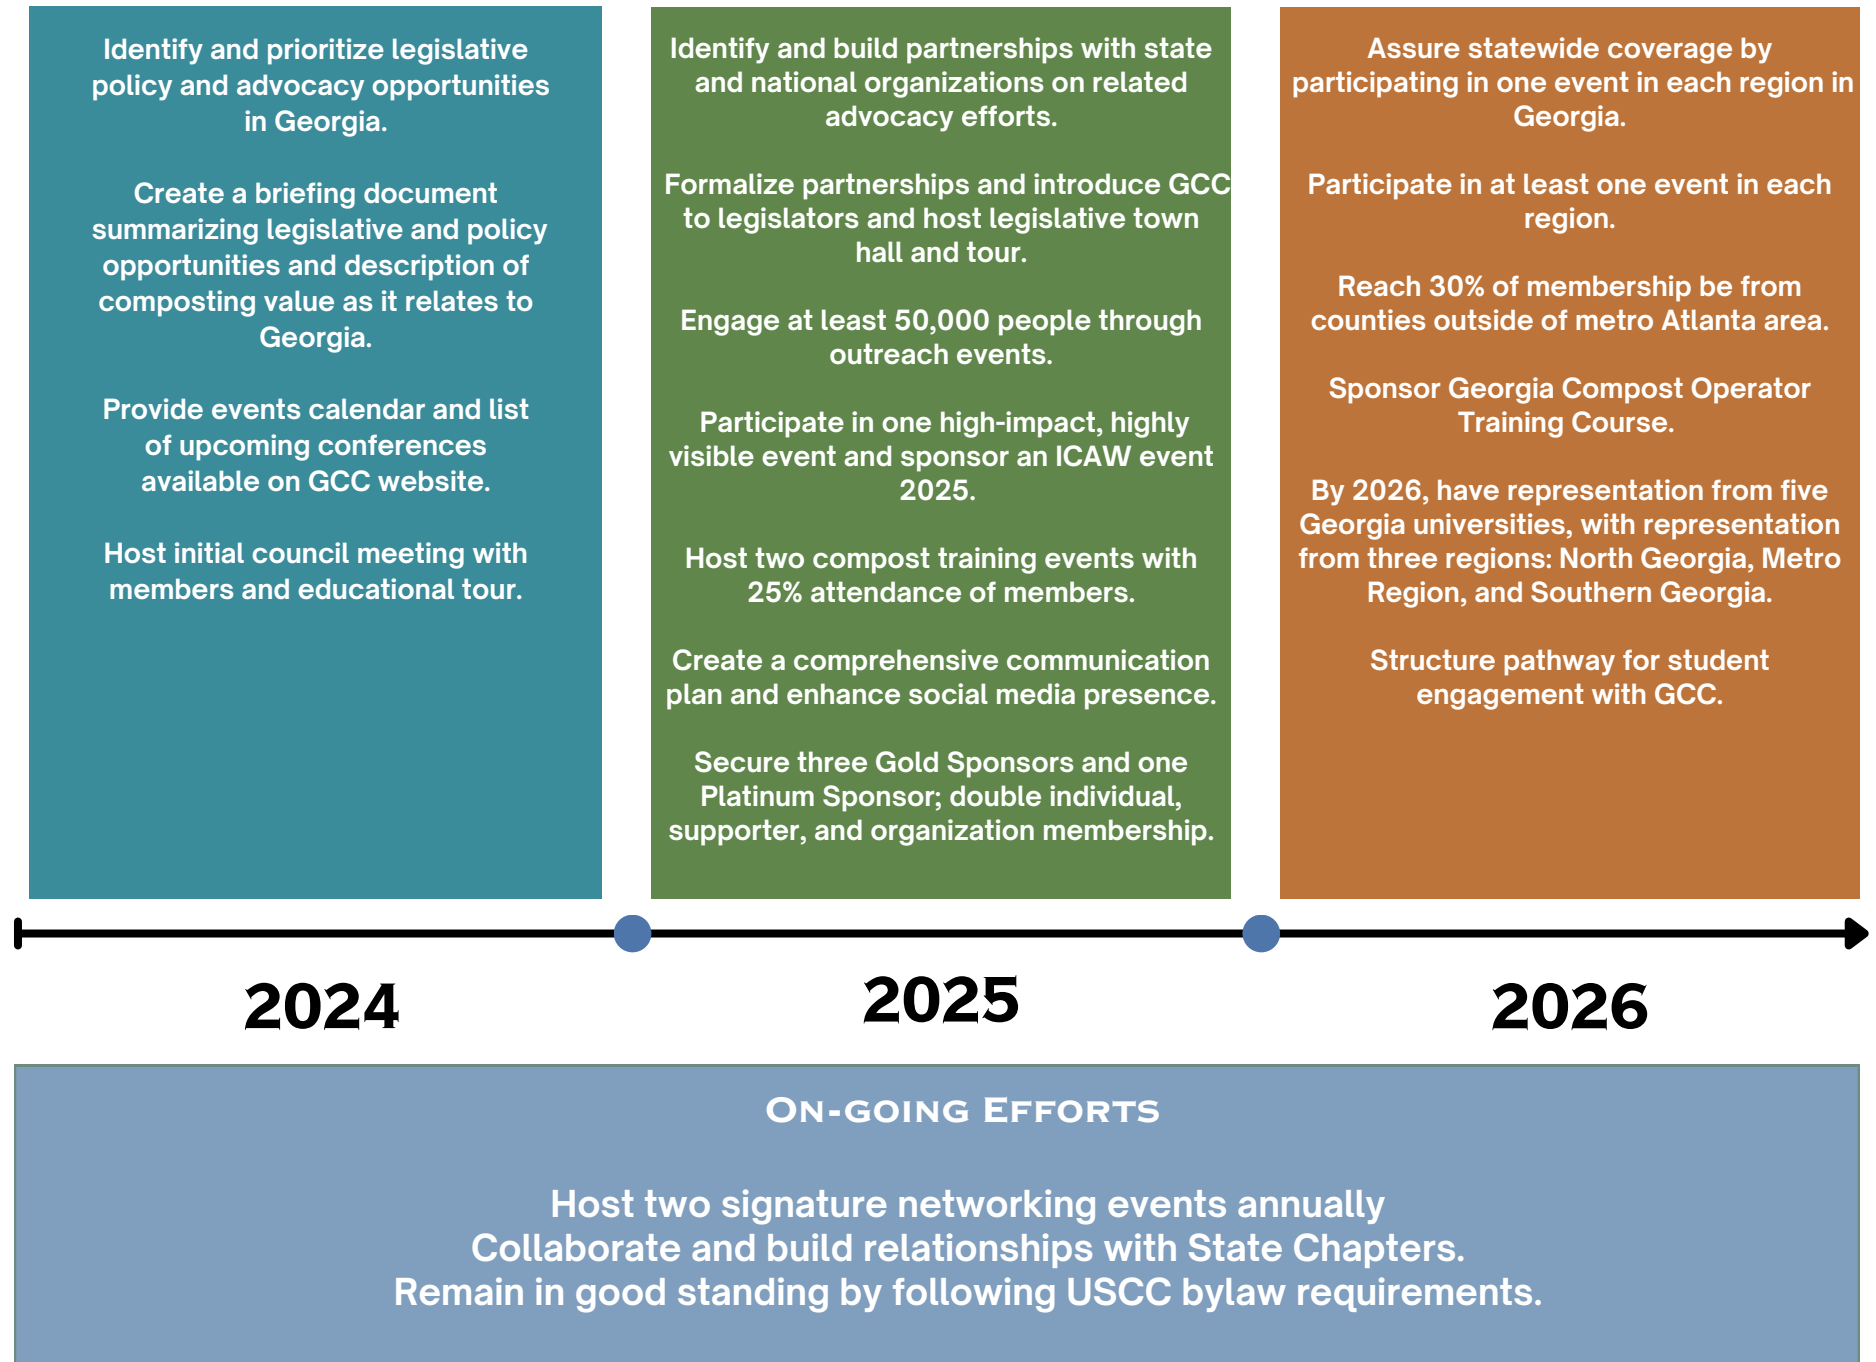 Identify and prioritize legislative
policy and advocacy opportunities
in Georgia.
Create a briefing document
summarizing legislative and policy
opportunities and description of
composting value as it relates to
Georgia.
Provide events calendar and list
of upcoming conferences
available on GCC website.
Host initial council meeting with
members and educational tour.
Identify and build partnerships with state
and national organizations on related
advocacy efforts.
Formalize partnerships and introduce GCC
to legislators and host legislative town
hall and tour.
Engage at least 50,000 people through
outreach events.
Participate in one high-impact, highly
visible event and sponsor an ICAW event
2025.
Host two compost training events with
25% attendance of members.
Create a comprehensive communication
plan and enhance social media presence.
Secure three Gold Sponsors and one
Platinum Sponsor; double individual,
supporter, and organization membership.
Assure statewide coverage by
participating in one event in each region in
Georgia.
Participate in at least one event in each
region.
Reach 30% of membership be from
counties outside of metro Atlanta area.
Sponsor Georgia Compost Operator
Training Course.
By 2026, have representation from five
Georgia universities, with representation
from three regions: North Georgia, Metro
Region, and Southern Georgia.
Structure pathway for student
engagement with GCC.
2024
2025
2026
On-going Efforts
Host two signature networking events annually
Collaborate and build relationships with State Chapters.
Remain in good standing by following USCC bylaw requirements.